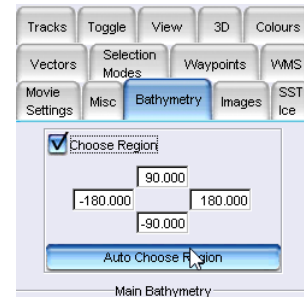 Tracks Toggle View 3D Colours
Vectors Selection Modes Waypoints WMS
Movie Settings Misc Bathymetry Images SST Ice
Choose Region
90.000
-180.000 180.000
-90.000
Auto Choose Region
Main Bathymetry